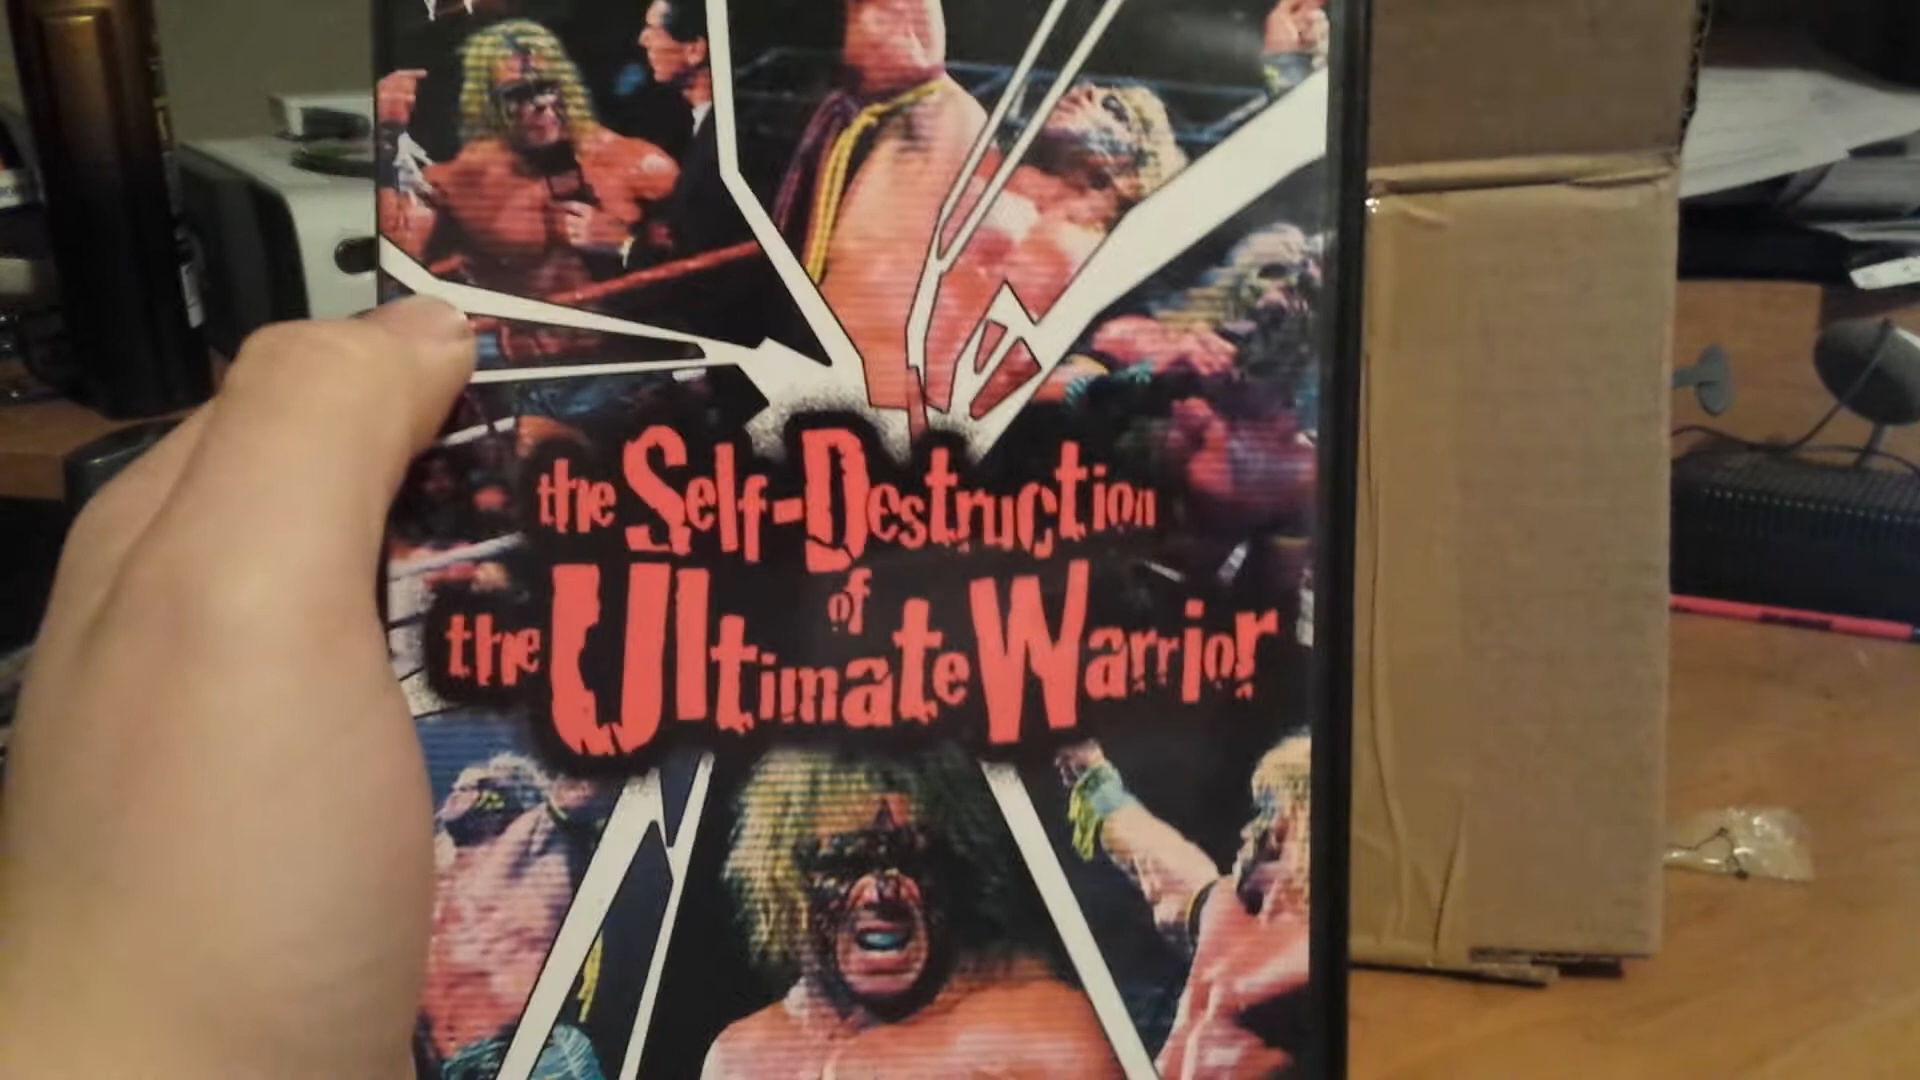 the Self-Destruction
of
the Ultimate Warrior